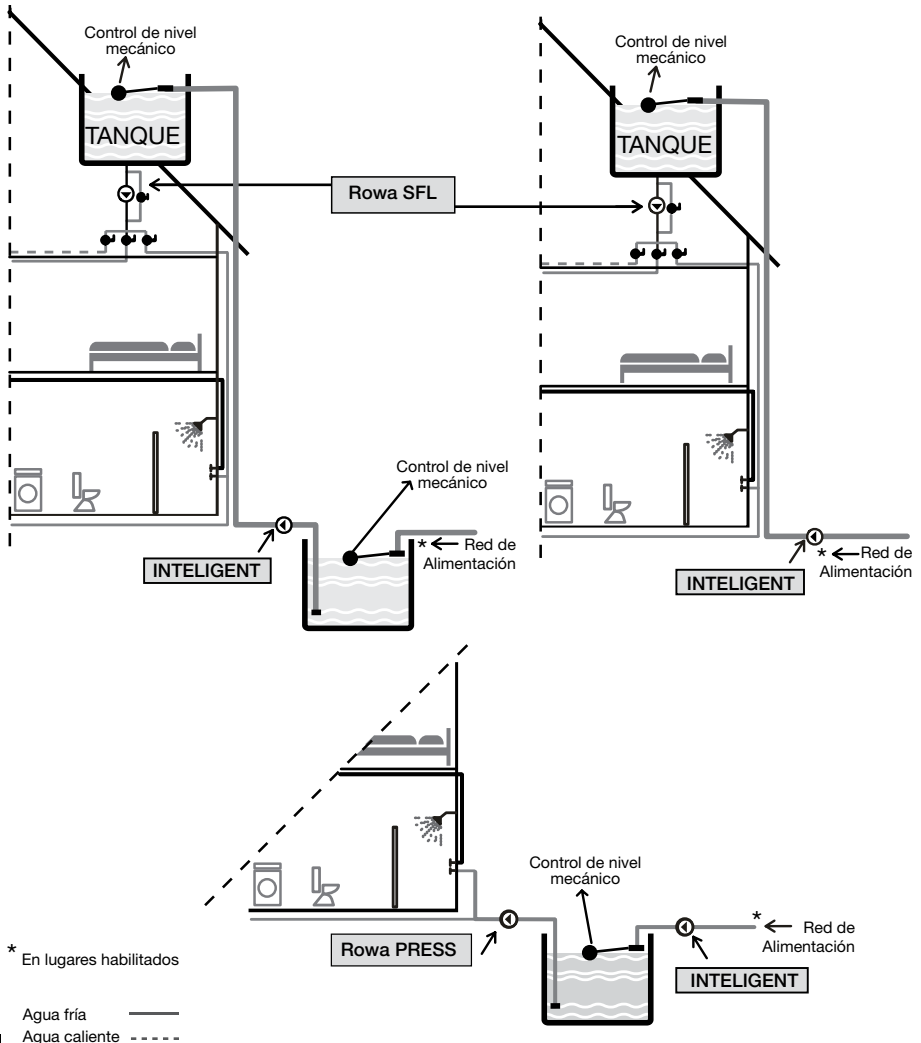 Control de nivel
mecánico
TANQUE
Rowa SFL
Control de nivel
mecánico
TANQUE
Control de nivel
mecánico
INTELIGENT
* Red de
Alimentación
INTELIGENT
* Red de
Alimentación
Control de nivel
mecánico
Rowa PRESS
* Red de
Alimentación
INTELIGENT
* En lugares habilitados
Agua fría
Agua caliente